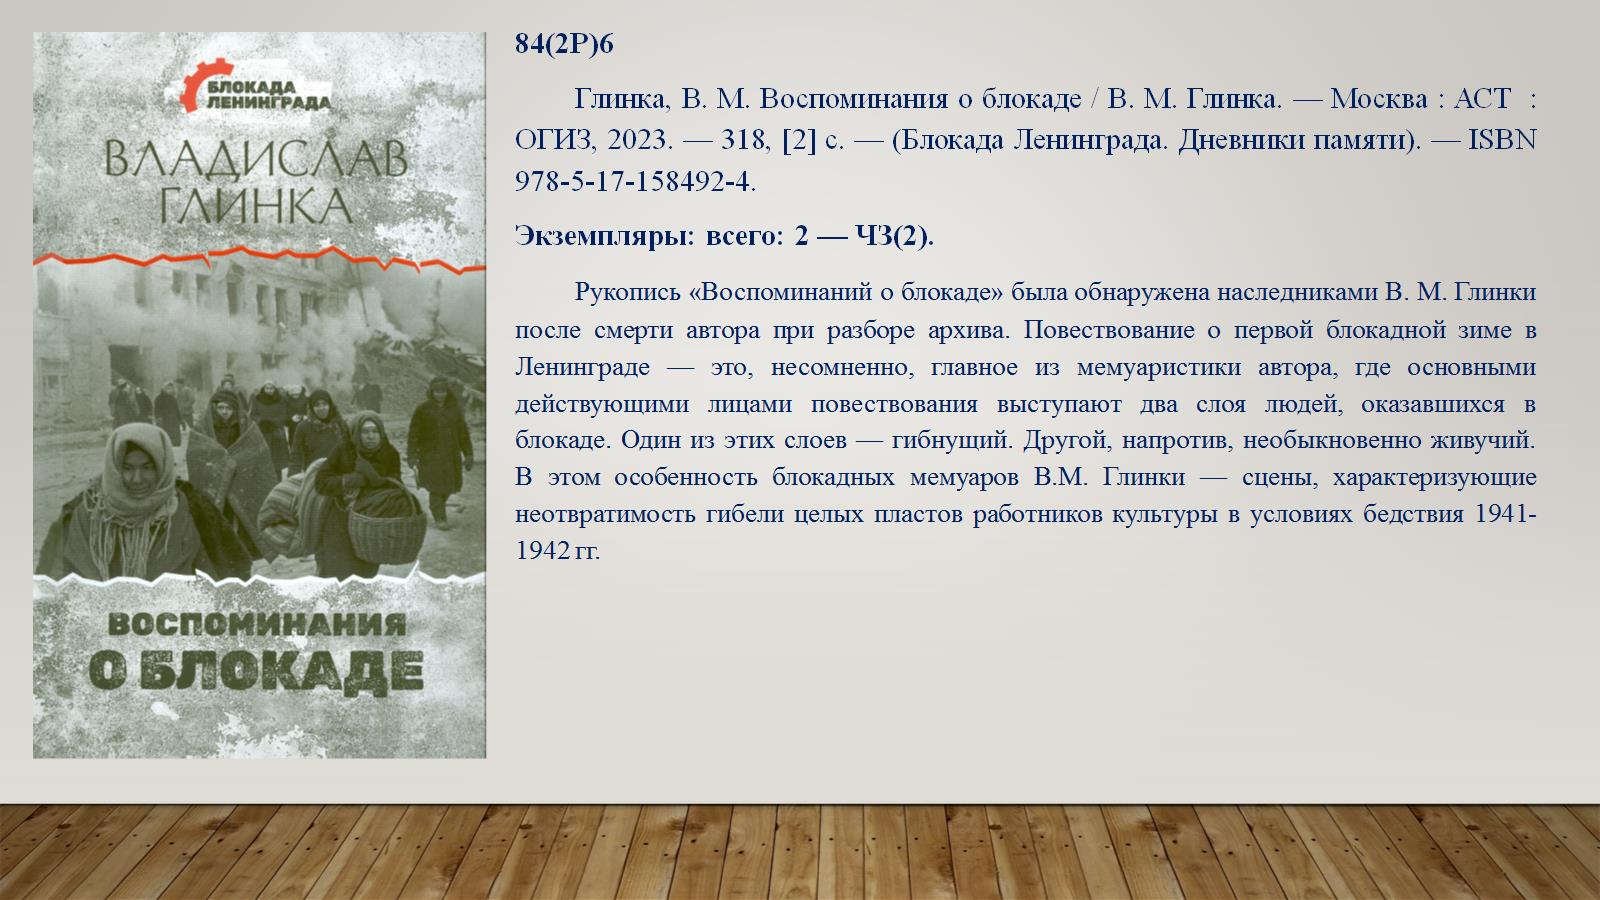 БЛОКАДА
ЛЕНИНГРАДА
ВЛАДИСЛАВ
ГЛИНКА
ВОСПОМИНАНИЯ
О БЛОКАДЕ
84(2Р)6
Глинка, В. М. Воспоминания о блокаде / В. М. Глинка. — Москва : АСТ :
ОГИЗ, 2023. — 318, [2] с. — (Блокада Ленинграда. Дневники памяти). — ISBN
978-5-17-158492-4.
Экземпляры: всего: 2 — ЧЗ(2).
Рукопись «Воспоминаний о блокаде» была обнаружена наследниками В. М. Глинки
после смерти автора при разборе архива. Повествование о первой блокадной зиме в
Ленинграде — это, несомненно, главное из мемуаристики автора, где основными
действующими лицами повествования выступают два слоя людей, оказавшихся в
блокаде. Один из этих слоев — гибнущий. Другой, напротив, необыкновенно живучий.
В этом особенность блокадных мемуаров В.М. Глинки — сцены, характеризующие
неотвратимость гибели целых пластов работников культуры в условиях бедствия 1941-
1942 гг.